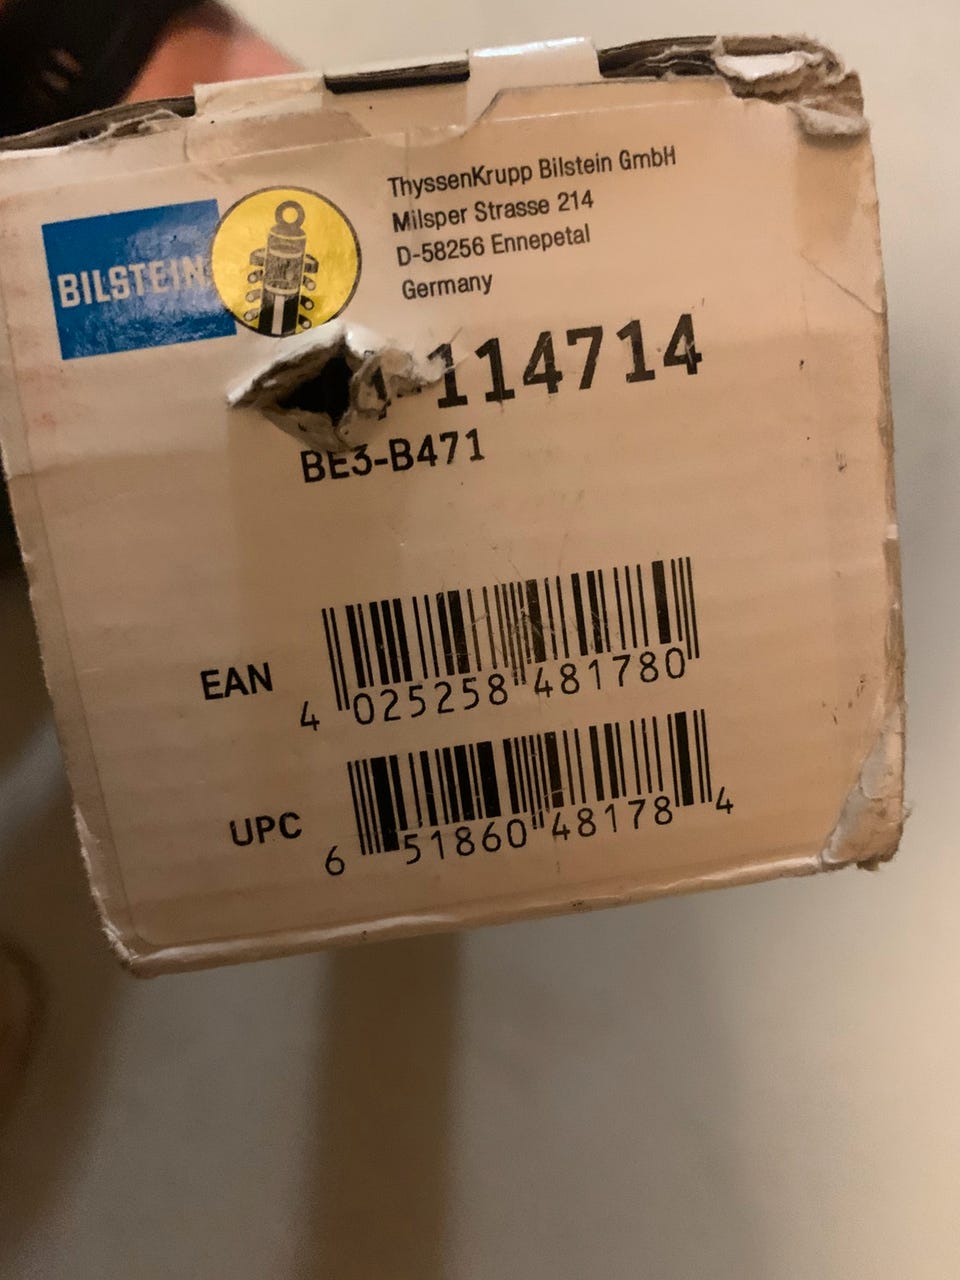 BILSTEIN
ThyssenKrupp Bilstein GmbH
Milsper Strasse 214
D-58256 Ennepetal
Germany
-114714
BE3-B471
EAN
4 025258 481780
UPC
6 51860 48178 4